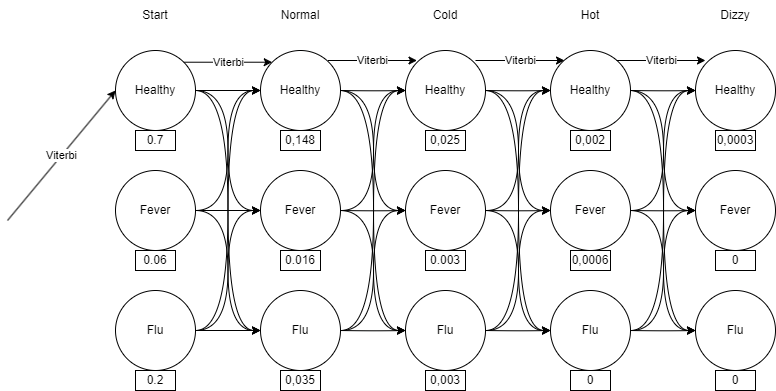 Start Normal Cold Hot Dizzy
Viterbi Viterbi Viterbi Viterbi
Healthy Healthy Healthy Healthy Healthy
0.7 0,148 0,025 0,002 0,0003
Viterbi
Fever Fever Fever Fever Fever
0.06 0.016 0.003 0,0006 0
Flu Flu Flu Flu Flu
0.2 0,035 0,003 0 0